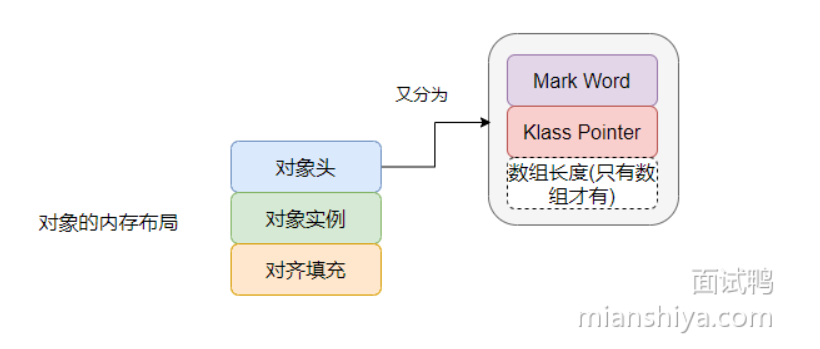 对象的内存布局
对象头
对象实例
对齐填充
又分为
Mark Word
Klass Pointer
数组长度(只有数
组才有)
面试鸭
mianshiya.com